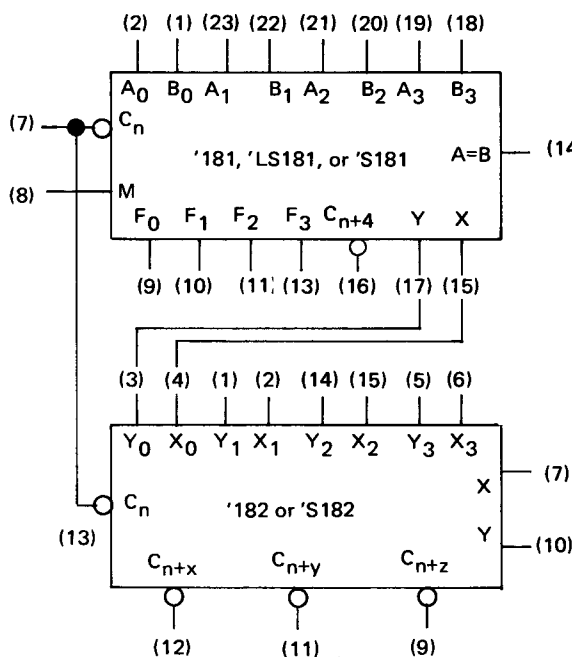 (2) (1) (23) (22) (21) (20) (19) (18)
A0 B0 A1 B1 A2 B2 A3 B3
(7) Cn
'181, 'LS181, or 'S181 A=B (14
(8) M
F0 F1 F2 F3 Cn+4 Y X
(9) (10) (11) (13) (16) (17) (15)
(3) (4) (1) (2) (14) (15) (5) (6)
Y0 X0 Y1 X1 Y2 X2 Y3 X3
(7)
X
Cn '182 or 'S182
Y
(13) (10)
Cn+x Cn+y Cn+z
(12) (11) (9)